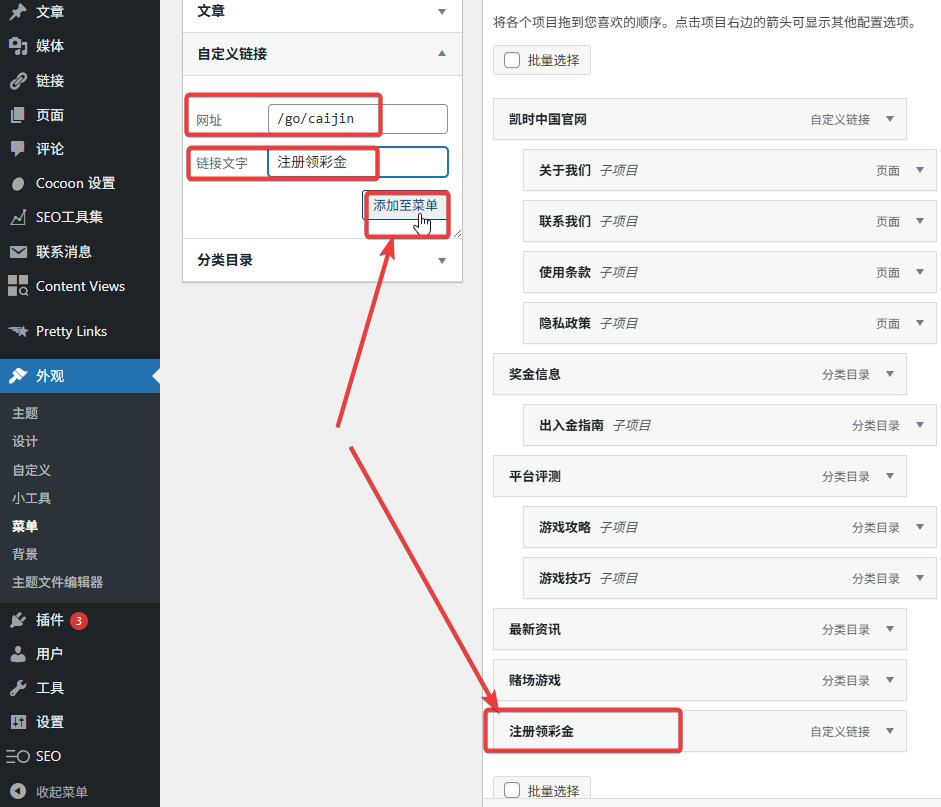 文章
媒体
链接
页面
评论
Cocoon 设置
SEO工具集
联系消息
Content Views
Pretty Links
外观
主题
设计
自定义
小工具
菜单
背景
主题文件编辑器
插件 3
用户
工具
设置
SEO
收起菜单
文章
自定义链接
网址 /go/caijin
链接文字 注册领彩金
添加至菜单
分类目录
将各个项目拖到您喜欢的顺序。点击项目右边的箭头可显示其他配置选项。
批量选择
凯时中国官网 自定义链接
关于我们 子项目 页面
联系我们 子项目 页面
使用条款 子项目 页面
隐私政策 子项目 页面
奖金信息 分类目录
出入金指南 子项目 分类目录
平台评测 分类目录
游戏攻略 子项目 分类目录
游戏技巧 子项目 分类目录
最新资讯 分类目录
赌场游戏 分类目录
注册领彩金 自定义链接
批量选择